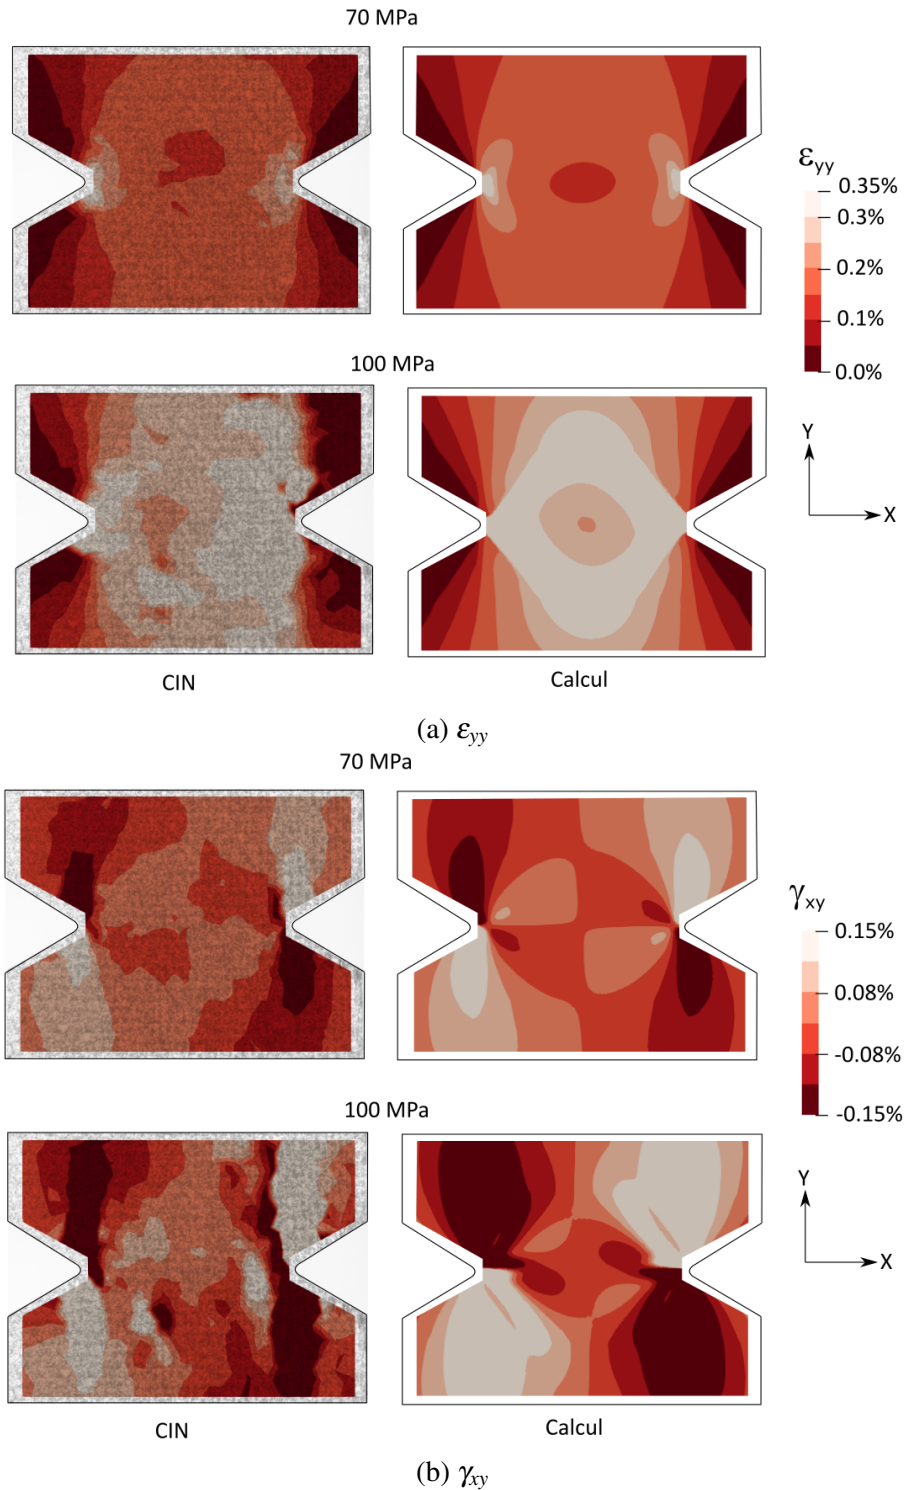 70 MPa
εyy
0.35%
0.3%
0.2%
0.1%
0.0%
100 MPa
Y
X
CIN
Calcul
(a) εyy
70 MPa
γxy
0.15%
0.08%
-0.08%
-0.15%
100 MPa
Y
X
CIN
Calcul
(b) γxy